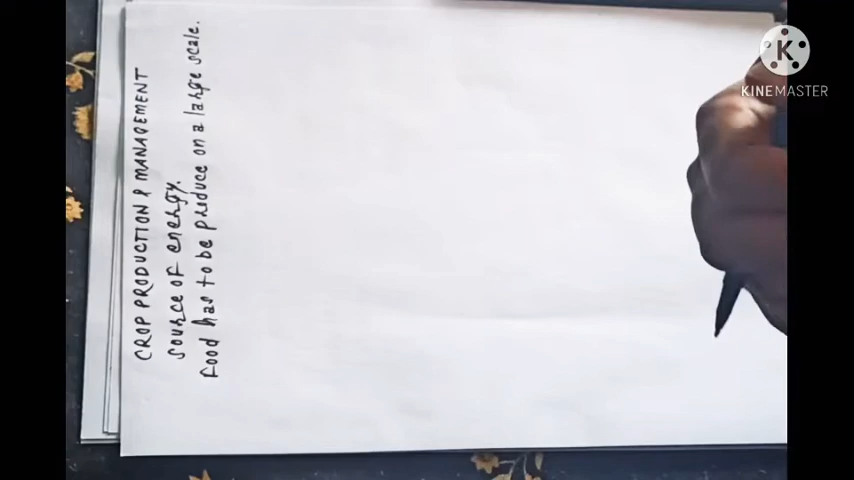 CROP PRODUCTION & MANAGEMENT
source of energy.
Food has to be produce on a large scale.
KINEMASTER